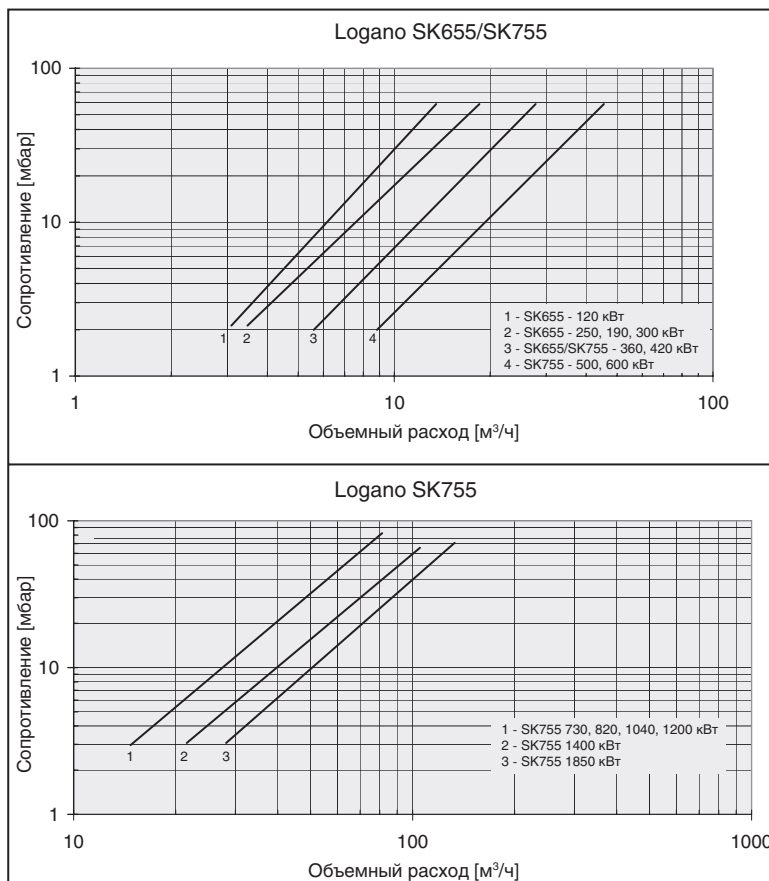 Logano SK655/SK755
Сопротивление [мбар]
100
10
1
1 2 3 4
1 - SK655 - 120 кВт
2 - SK655 - 250, 190, 300 кВт
3 - SK655/SK755 - 360, 420 кВт
4 - SK755 - 500, 600 кВт
1 10 100
Объемный расход [м³/ч]
Logano SK755
Сопротивление [мбар]
100
10
1
1 2 3
1 - SK755 730, 820, 1040, 1200 кВт
2 - SK755 1400 кВт
3 - SK755 1850 кВт
10 100 1000
Объемный расход [м³/ч]